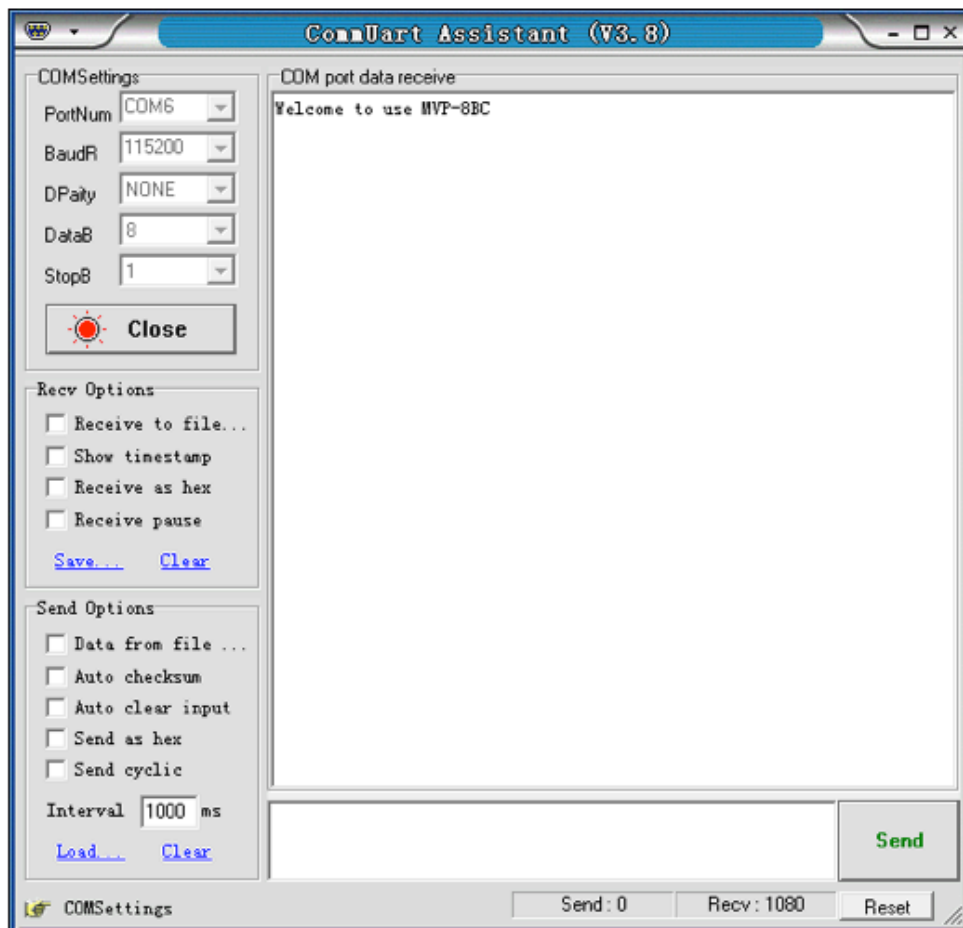 CommUart Assistant (V3.8)
COMSettings
PortNum COM6
BaudR 115200
DPaity NONE
DataB 8
StopB 1
Close
Recv Options
Receive to file...
Show timestamp
Receive as hex
Receive pause
Save... Clear
Send Options
Data from file ...
Auto checksum
Auto clear input
Send as hex
Send cyclic
Interval 1000 ms
Load... Clear
COM port data receive
Welcome to use MVP-8BC
Send
COMSettings
Send : 0
Recv : 1080
Reset